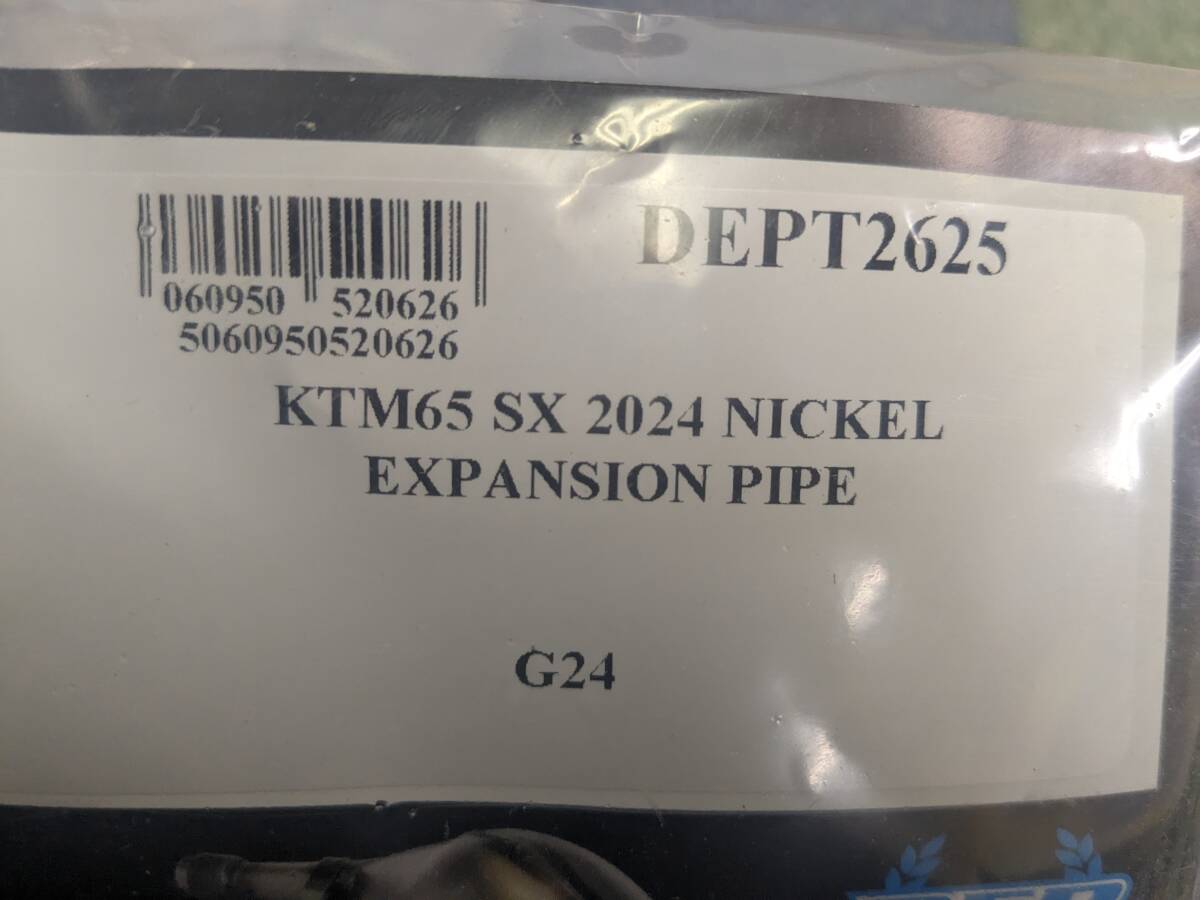 DEPT2625
060950 520626
5060950520626
KTM65 SX 2024 NICKEL
EXPANSION PIPE
G24